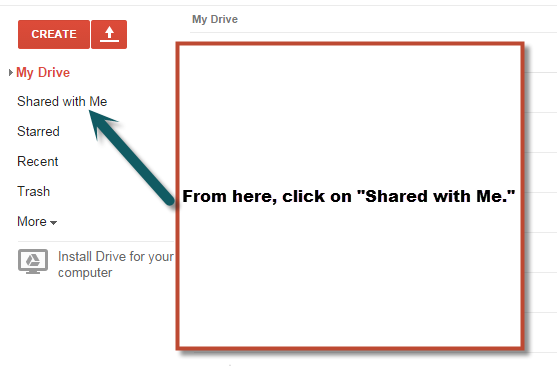 CREATE
My Drive
My Drive
Shared with Me
Starred
Recent
Trash
More
Install Drive for your
computer
From here, click on "Shared with Me."